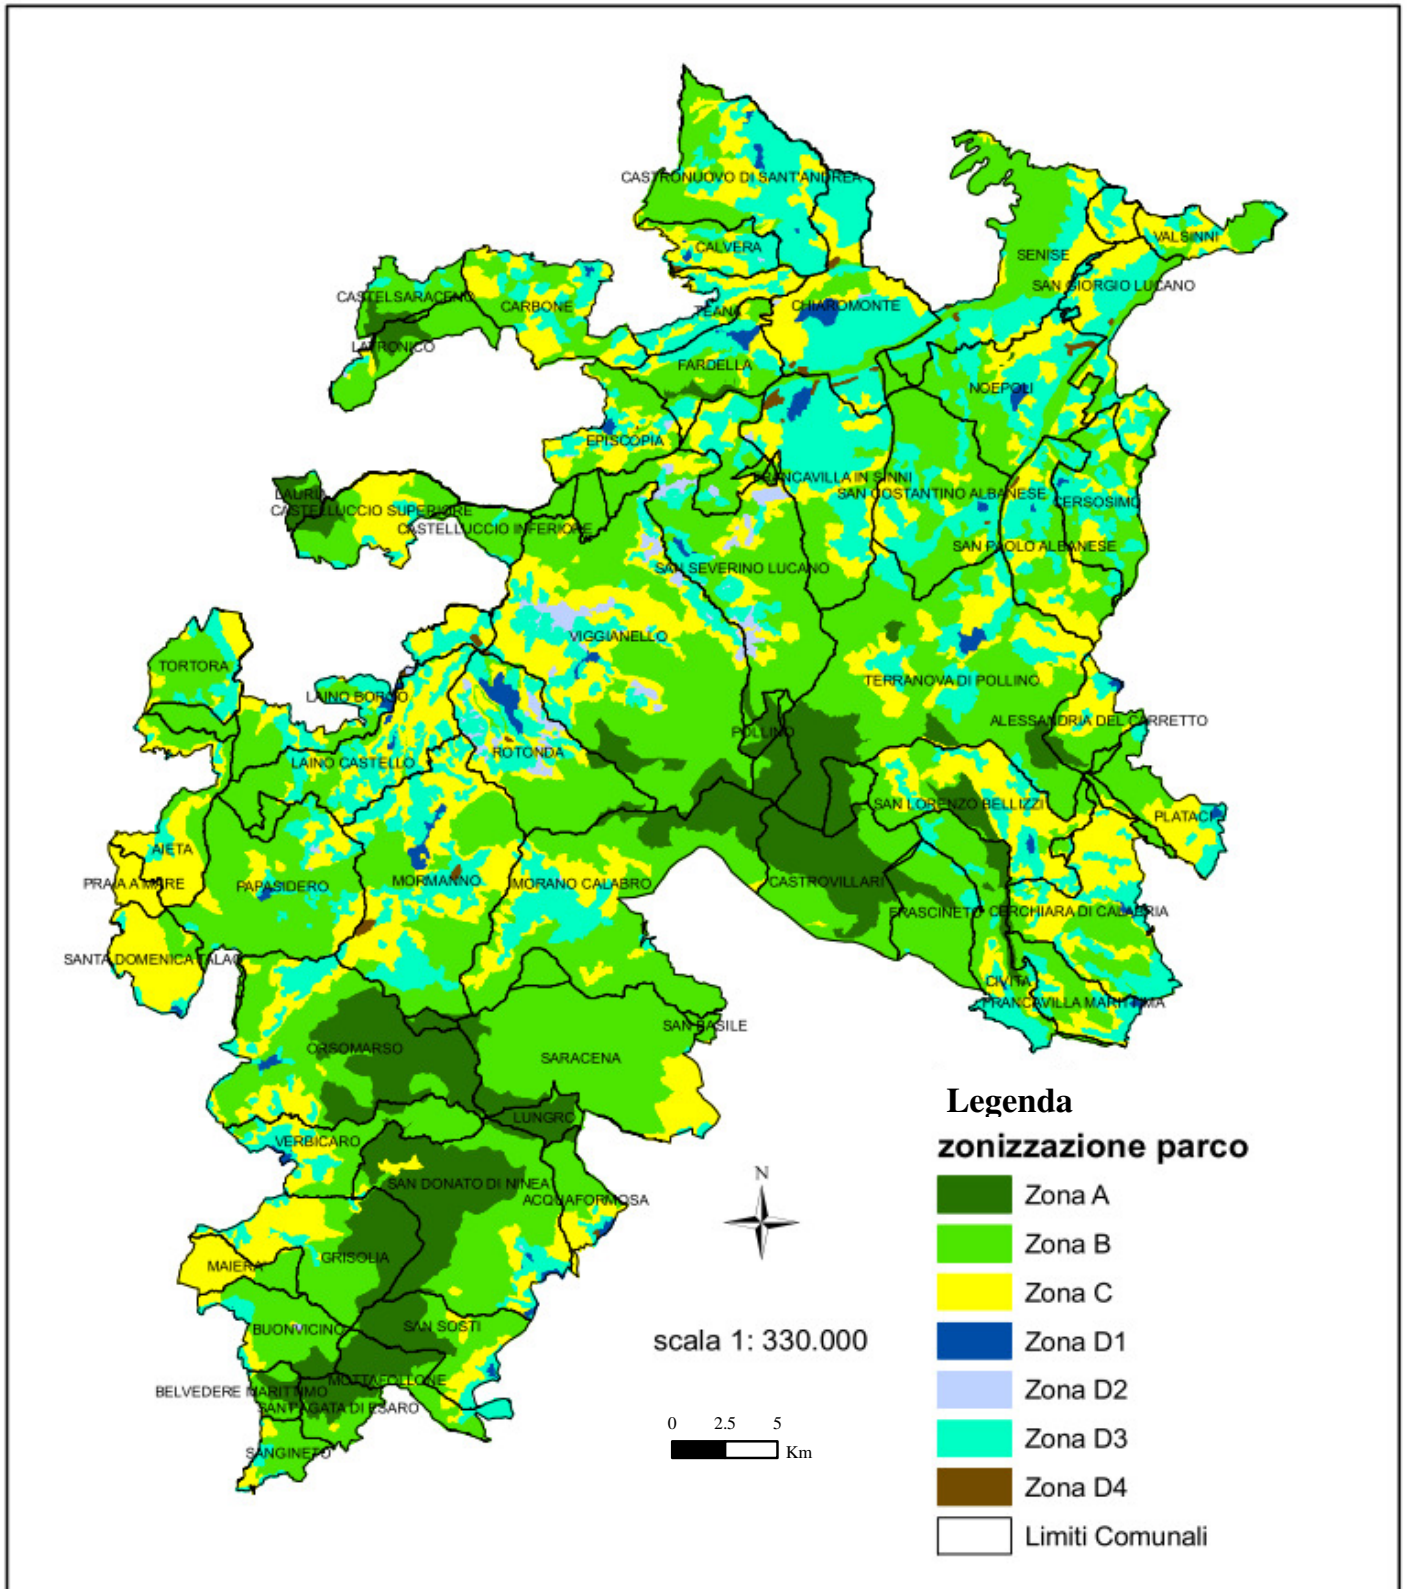 CASTRONUOVO DI SANT'ANDREA
VALSINNI
CALVERA
SENISE
SAN GIORGIO LUCANO
CASTELSARACENO
CARBONE
CHIAROMONTE
TEANA
LATRONICO
FARDELLA
NOEPOLI
EPISCOPIA
FRANCAVILLA IN SINNI
SAN COSTANTINO ALBANESE
CERSOSIMO
LAURIA
CASTELLUCCIO SUPERIORE
CASTELLUCCIO INFERIORE
SAN PAOLO ALBANESE
SAN SEVERINO LUCANO
VIGGIANELLO
TORTORA
TERRANOVA DI POLLINO
LAINO BORGO
ALESSANDRIA DEL CARRETTO
POLLINO
ROTONDA
LAINO CASTELLO
SAN LORENZO BELLIZZI
PLATACI
AIETA
PRAIA A MARE
PAPASIDERO
MORMANNO
MORANO CALABRO
CASTROVILLARI
FRASCINETO
CERCHIARA DI CALABRIA
SANTA DOMENICA TALAO
CIVITA
FRANCAVILLA MARITTIMA
SAN BASILE
ORSOMARSO
SARACENA
LUNGRO
VERBICARO
SAN DONATO DI NINEA
ACQUAFORMOSA
GRISOLIA
MAIERA'
BUONVICINO
SAN SOSTI
MOTTAFOLLONE
BELVEDERE MARITTIMO
SANT'AGATA DI ESARO
SANGINETO
N
scala 1: 330.000
0 2.5 5
Km
Legenda
zonizzazione parco
Zona A
Zona B
Zona C
Zona D1
Zona D2
Zona D3
Zona D4
Limiti Comunali